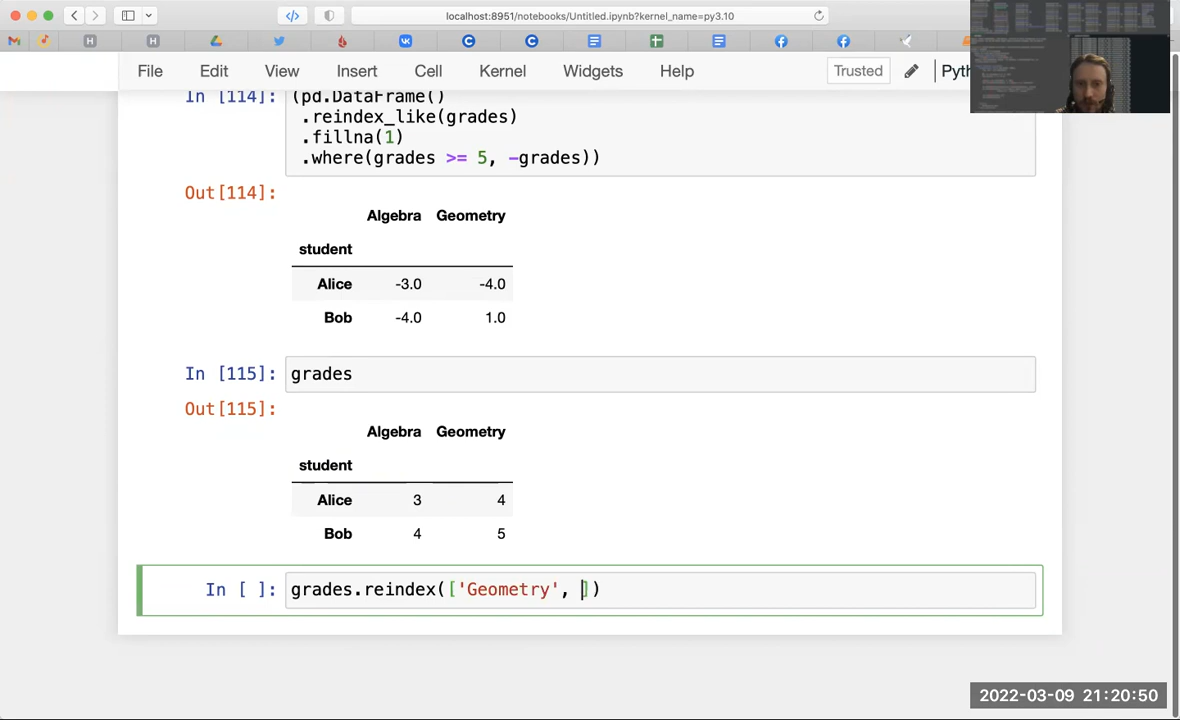 localhost:8951/notebooks/Untitled.ipynb?kernel_name=py3.10
File Edit View Insert Cell Kernel Widgets Help Trusted Pyth
In [114]: (pd.DataFrame()
.reindex_like(grades)
.fillna(1)
.where(grades >= 5, -grades))
Out[114]:
Algebra Geometry
student
Alice -3.0 -4.0
Bob -4.0 1.0
In [115]: grades
Out[115]:
Algebra Geometry
student
Alice 3 4
Bob 4 5
In [ ]: grades.reindex(['Geometry', ])
2022-03-09 21:20:50